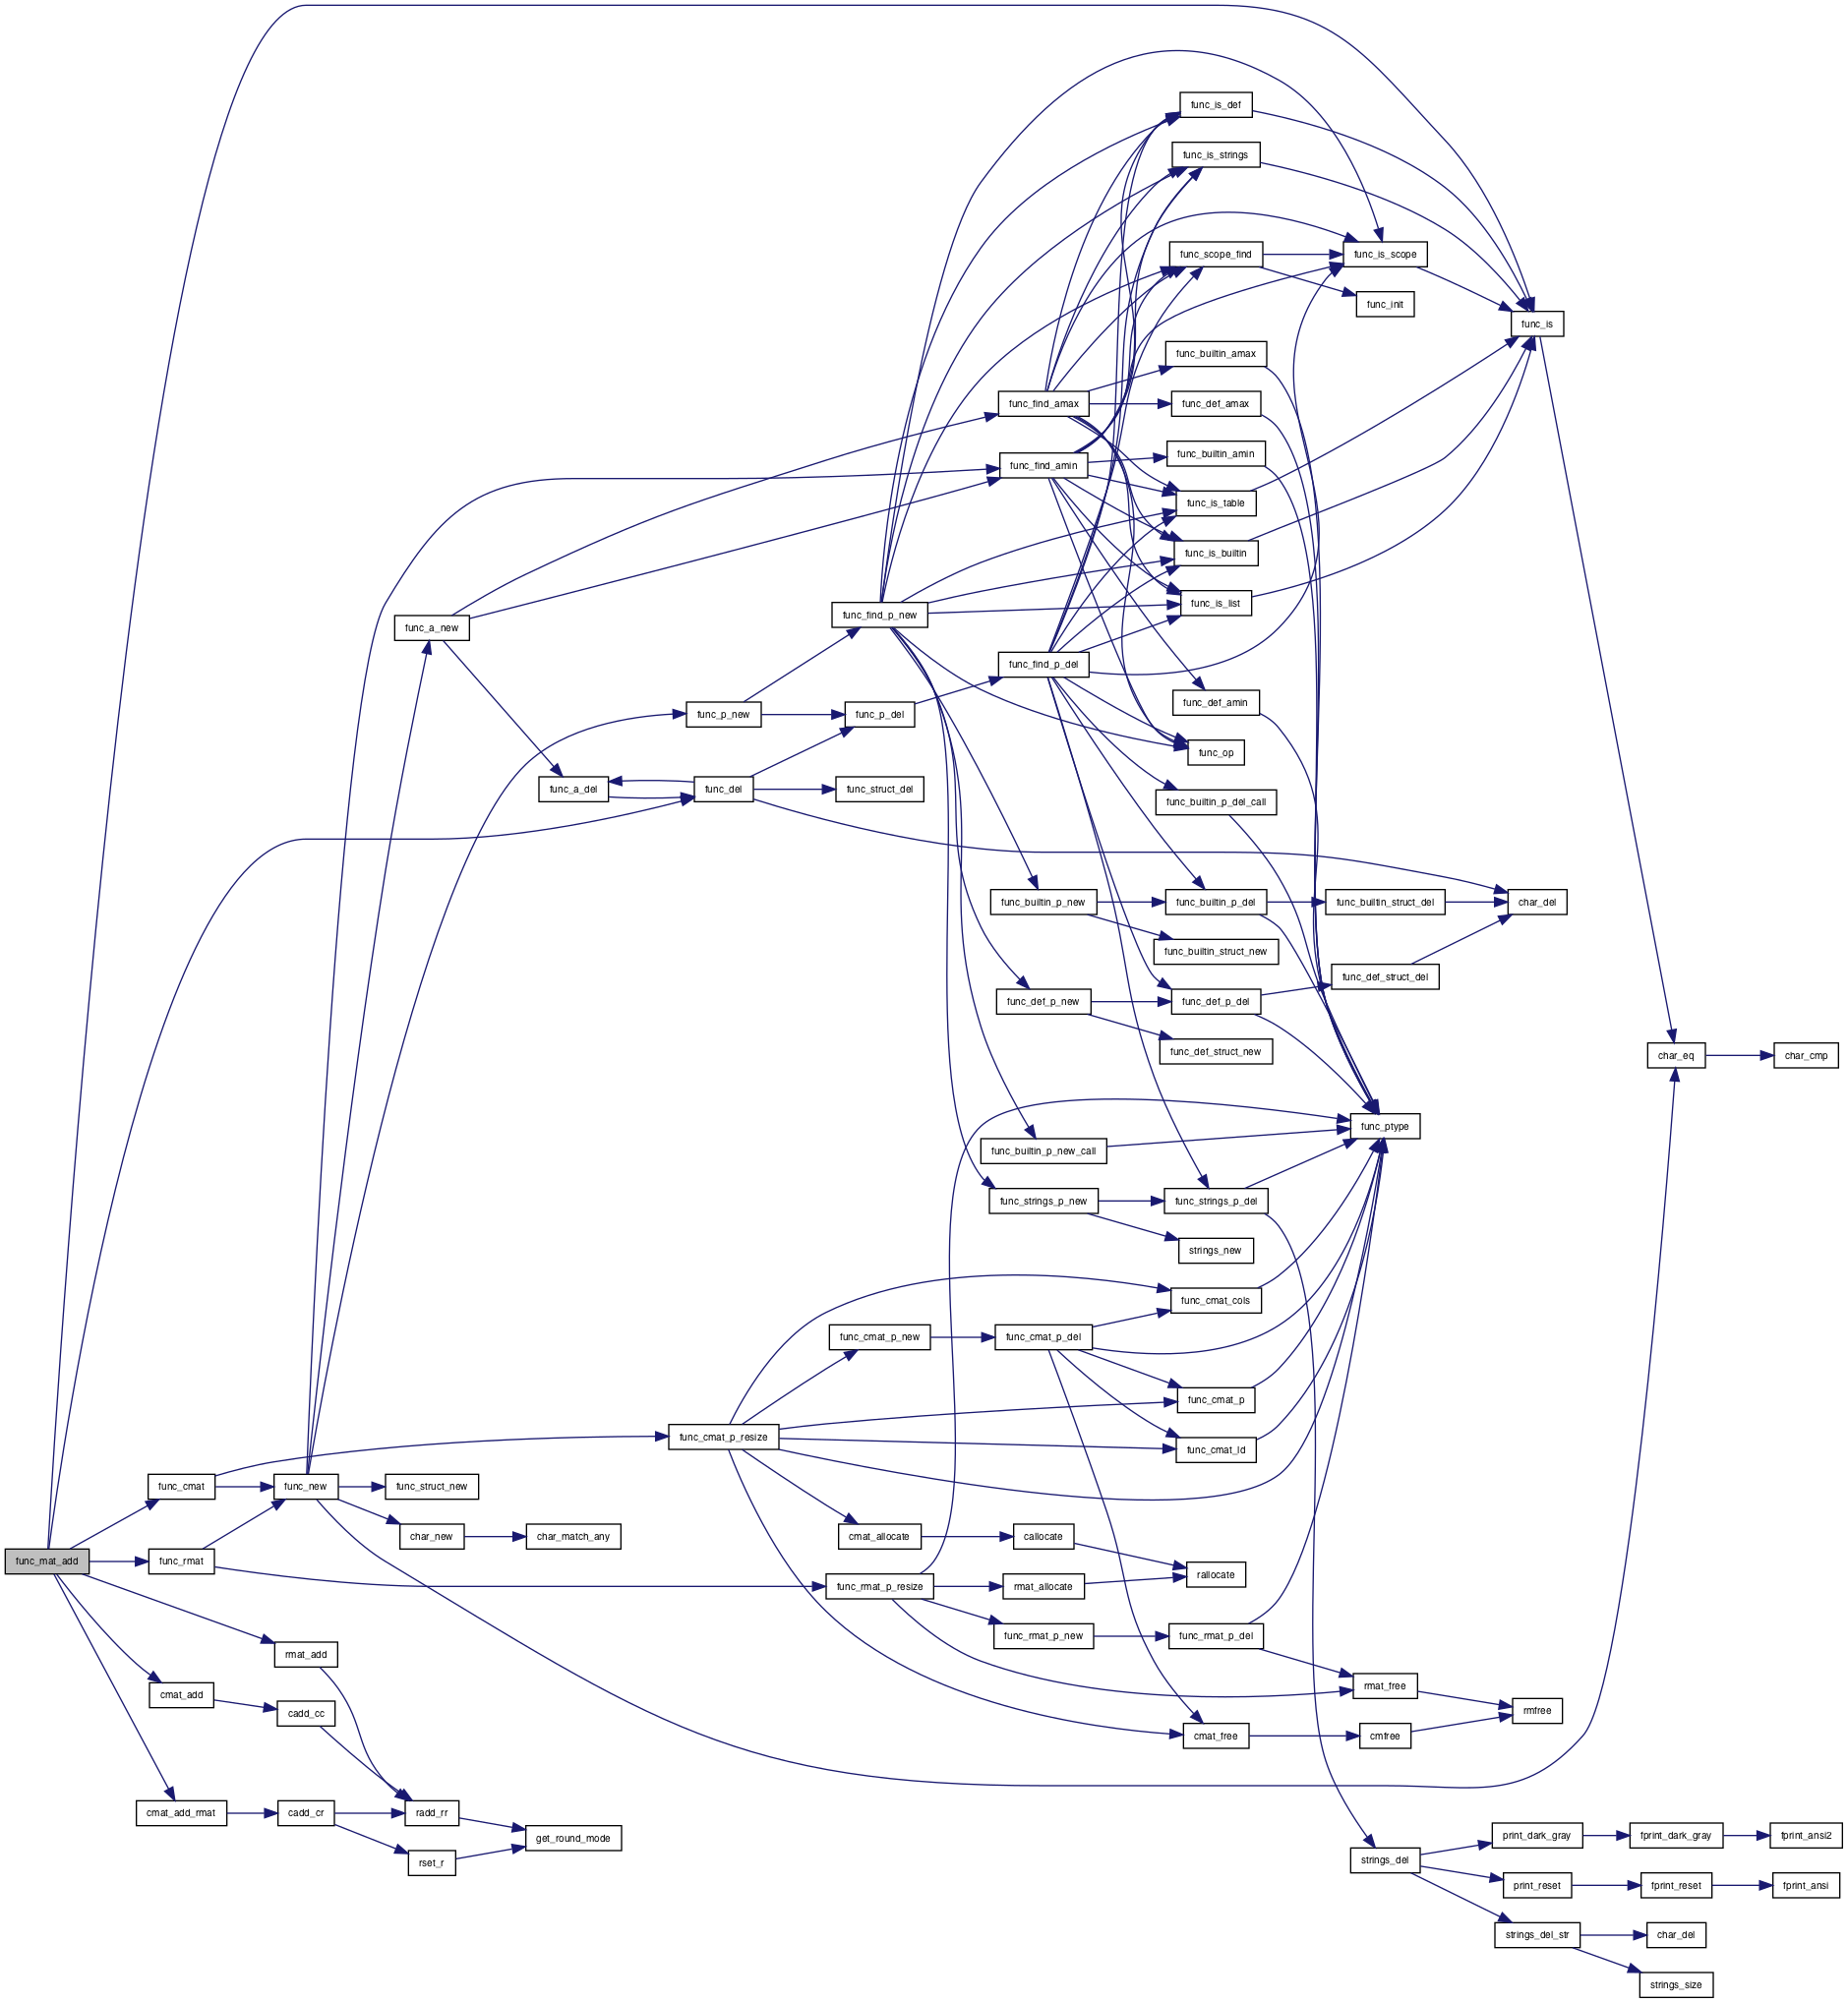 func_is_def
func_is_strings
func_scope_find
func_is_scope
func_init
func_is
func_builtin_amax
func_find_amax
func_def_amax
func_builtin_amin
func_find_amin
func_is_table
func_is_builtin
func_is_list
func_find_p_new
func_a_new
func_find_p_del
func_def_amin
func_p_new
func_p_del
func_op
func_a_del
func_del
func_struct_del
func_builtin_p_del_call
func_builtin_p_new
func_builtin_p_del
func_builtin_struct_del
char_del
func_builtin_struct_new
func_def_struct_del
func_def_p_new
func_def_p_del
func_def_struct_new
char_eq
char_cmp
func_ptype
func_builtin_p_new_call
func_strings_p_new
func_strings_p_del
strings_new
func_cmat_cols
func_cmat_p_new
func_cmat_p_del
func_cmat_p
func_cmat_p_resize
func_cmat_ld
func_cmat
func_new
func_struct_new
char_new
char_match_any
cmat_allocate
callocate
func_mat_add
func_rmat
rallocate
func_rmat_p_resize
rmat_allocate
func_rmat_p_new
func_rmat_p_del
rmat_add
rmat_free
cmat_add
cadd_cc
rmfree
cmat_free
cmfree
cmat_add_rmat
cadd_cr
radd_rr
get_round_mode
rset_r
print_dark_gray
fprint_dark_gray
fprint_ansi2
strings_del
print_reset
fprint_reset
fprint_ansi
strings_del_str
char_del
strings_size